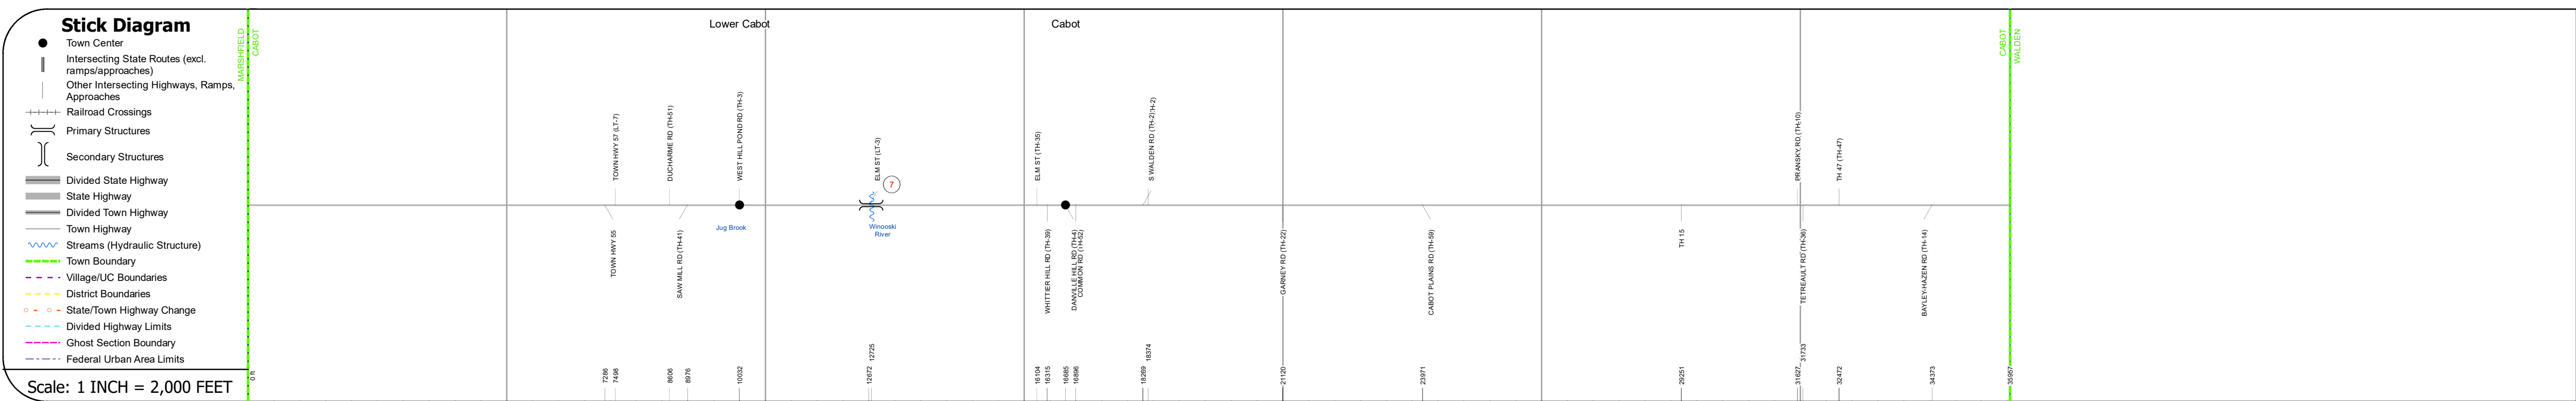 Stick Diagram
Town Center
Intersecting State Routes (excl.
ramps/approaches)
Other Intersecting Highways, Ramps,
Approaches
Railroad Crossings
Primary Structures
Secondary Structures
Divided State Highway
State Highway
Divided Town Highway
Town Highway
Streams (Hydraulic Structure)
Town Boundary
Village/UC Boundaries
District Boundaries
State/Town Highway Change
Divided Highway Limits
Ghost Section Boundary
Federal Urban Area Limits
Scale: 1 INCH = 2,000 FEET
MARSHFIELD
CABOT
Lower Cabot
Cabot
CABOT
WALDEN
TOWN HWY 57 (LT-7)
DUCHARME RD (TH-51)
WEST HILL POND RD (TH-3)
ELM ST (LT-3)
7
ELM ST (TH-35)
S WALDEN RD (TH-2)
PRANSKY RD (TH-10)
TH 47 (TH-47)
TOWN HWY 55
SAW MILL RD (TH-41)
Jug Brook
Winooski
River
WHITTIER HILL RD (TH-39)
DANVILLE HILL RD (TH-4)
COMMON RD (TH-52)
GARNEY RD (TH-22)
CABOT PLAINS RD (TH-59)
TH 15
TETREAULT RD (TH-36)
BAYLEY-HAZEN RD (TH-14)
0 ft
7286
7498
8606
8976
10032
12672
12725
16104
16315
16685
16896
18269
18374
21120
23971
29251
31627
31733
32472
34373
35957